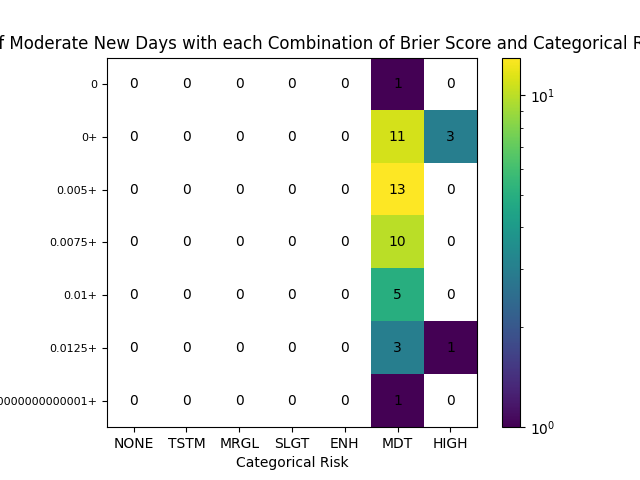 f Moderate New Days with each Combination of Brier Score and Categorical R
0 0 0 0 0 0 1 0
0+ 0 0 0 0 0 11 3
0.005+ 0 0 0 0 0 13 0
0.0075+ 0 0 0 0 0 10 0
0.01+ 0 0 0 0 0 5 0
0.0125+ 0 0 0 0 0 3 1
0000000000001+ 0 0 0 0 0 1 0
NONE TSTM MRGL SLGT ENH MDT HIGH
Categorical Risk
10¹
10⁰